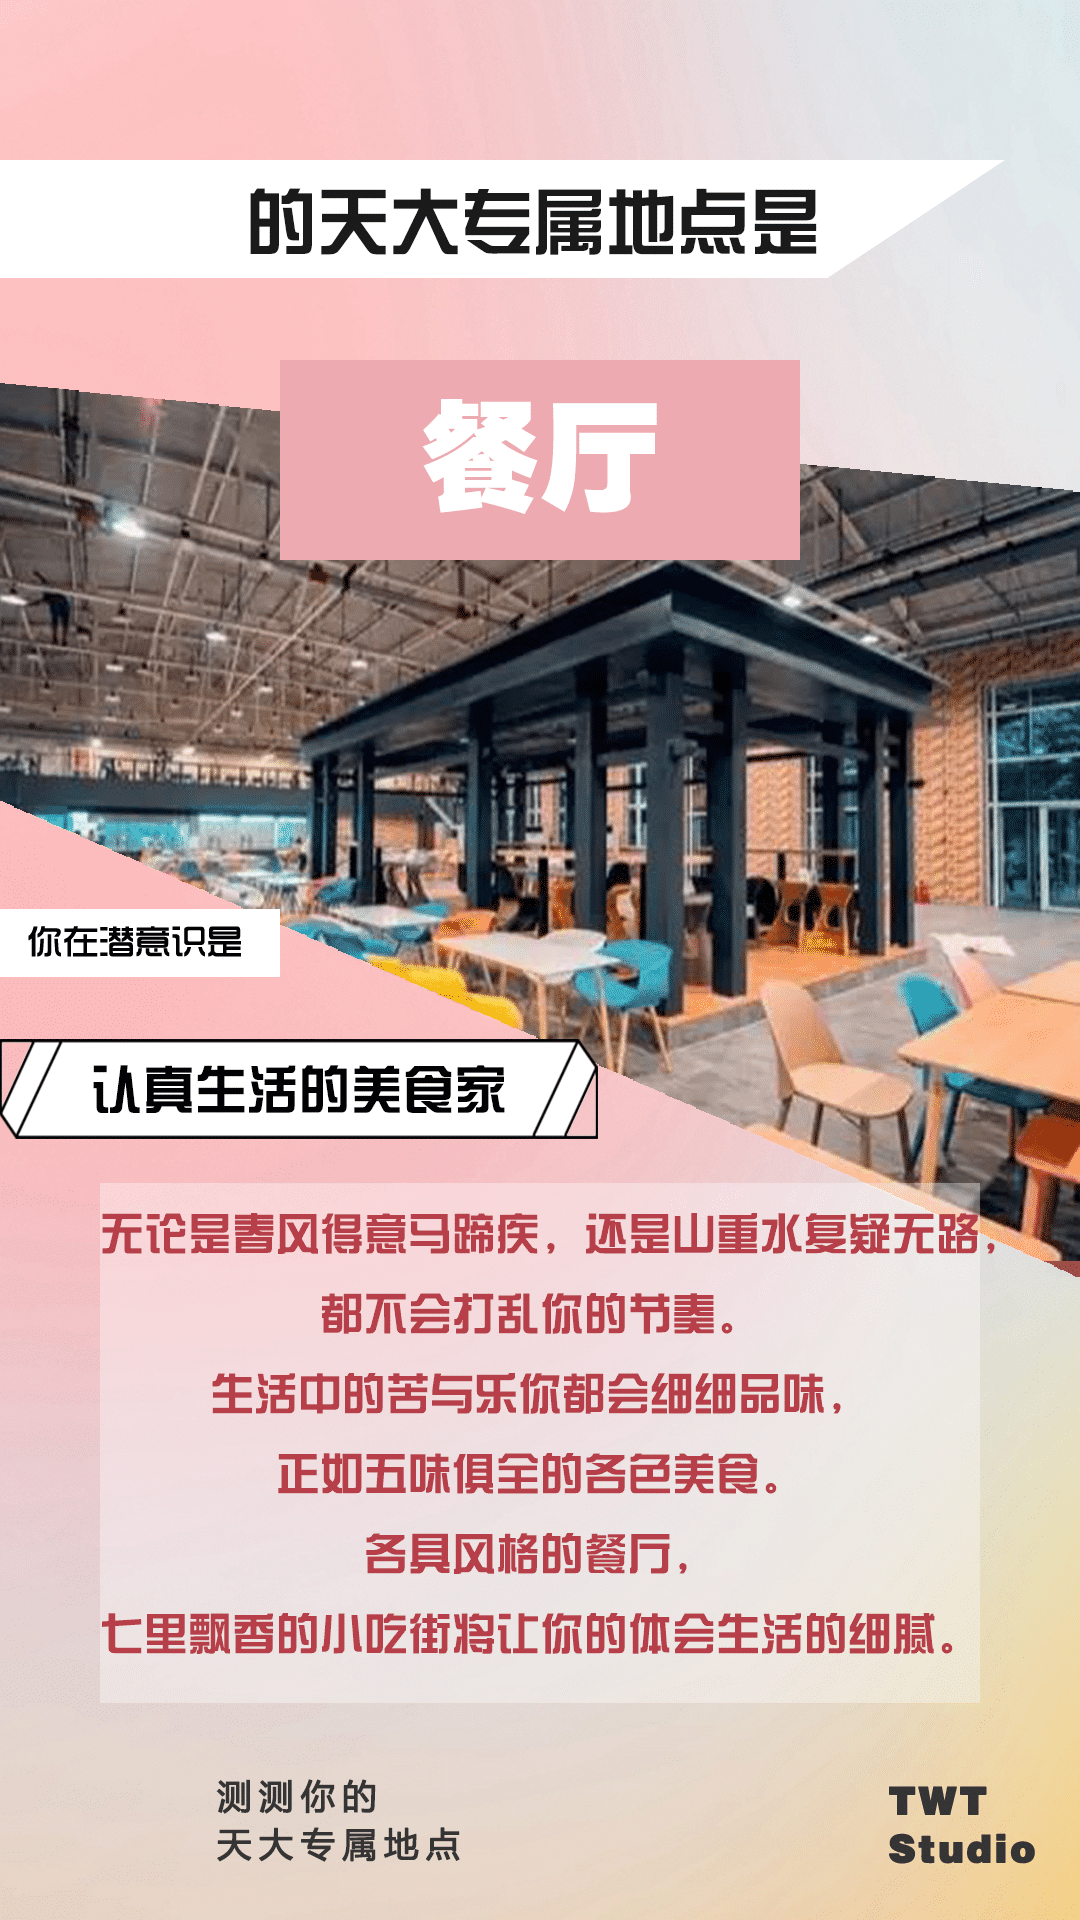 的天大专属地点是
餐厅
你在潜意识是
认真生活的美食家
无论是春风得意马蹄疾，还是山重水复疑无路，
都不会打乱你的节奏。
生活中的苦与乐你都会细细品味，
正如五味俱全的各色美食。
各具风格的餐厅，
七里飘香的小吃街将让你的体会生活的细腻。
测测你的
天大专属地点
TWT
Studio